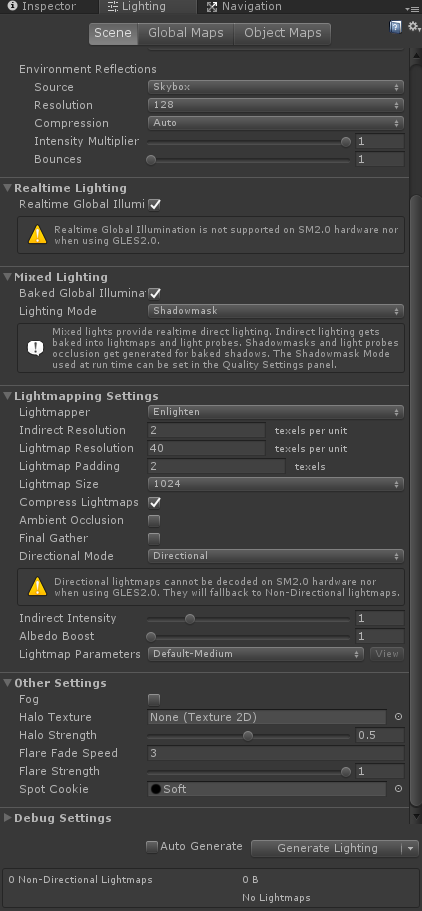 Inspector
Lighting
Navigation
Scene
Global Maps
Object Maps
Environment Reflections
Source Skybox
Resolution 128
Compression Auto
Intensity Multiplier 1
Bounces 1
Realtime Lighting
Realtime Global Illumi
Realtime Global Illumination is not supported on SM2.0 hardware nor
when using GLES2.0.
Mixed Lighting
Baked Global Illumina
Lighting Mode Shadowmask
Mixed lights provide realtime direct lighting. Indirect lighting gets
baked into lightmaps and light probes. Shadowmasks and light probes
occlusion get generated for baked shadows. The Shadowmask Mode
used at run time can be set in the Quality Settings panel.
Lightmapping Settings
Lightmapper Enlighten
Indirect Resolution 2 texels per unit
Lightmap Resolution 40 texels per unit
Lightmap Padding 2 texels
Lightmap Size 1024
Compress Lightmaps
Ambient Occlusion
Final Gather
Directional Mode Directional
Directional lightmaps cannot be decoded on SM2.0 hardware nor
when using GLES2.0. They will fallback to Non-Directional lightmaps.
Indirect Intensity 1
Albedo Boost 1
Lightmap Parameters Default-Medium View
Other Settings
Fog
Halo Texture None (Texture 2D)
Halo Strength 0.5
Flare Fade Speed 3
Flare Strength 1
Spot Cookie Soft
Debug Settings
Auto Generate Generate Lighting
0 Non-Directional Lightmaps 0 B
No Lightmaps